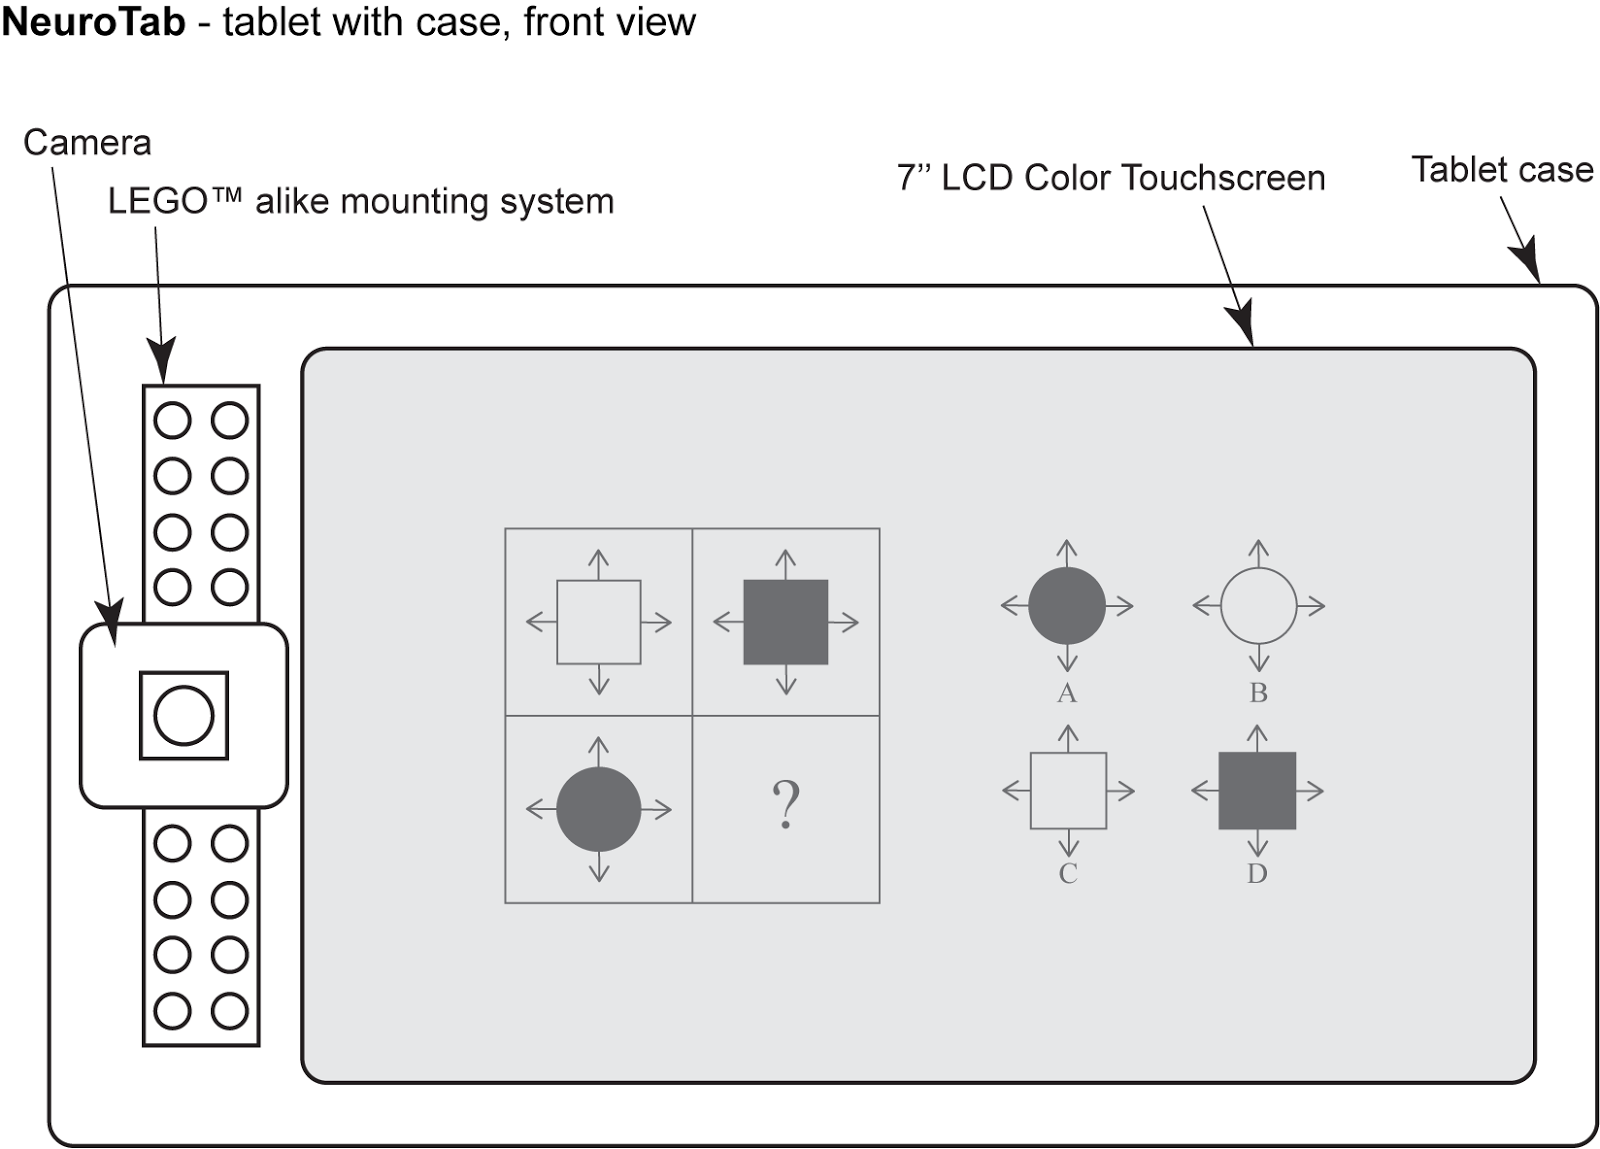 NeuroTab - tablet with case, front view
Camera
LEGO™ alike mounting system
7’’ LCD Color Touchscreen
Tablet case
?
A
B
C
D